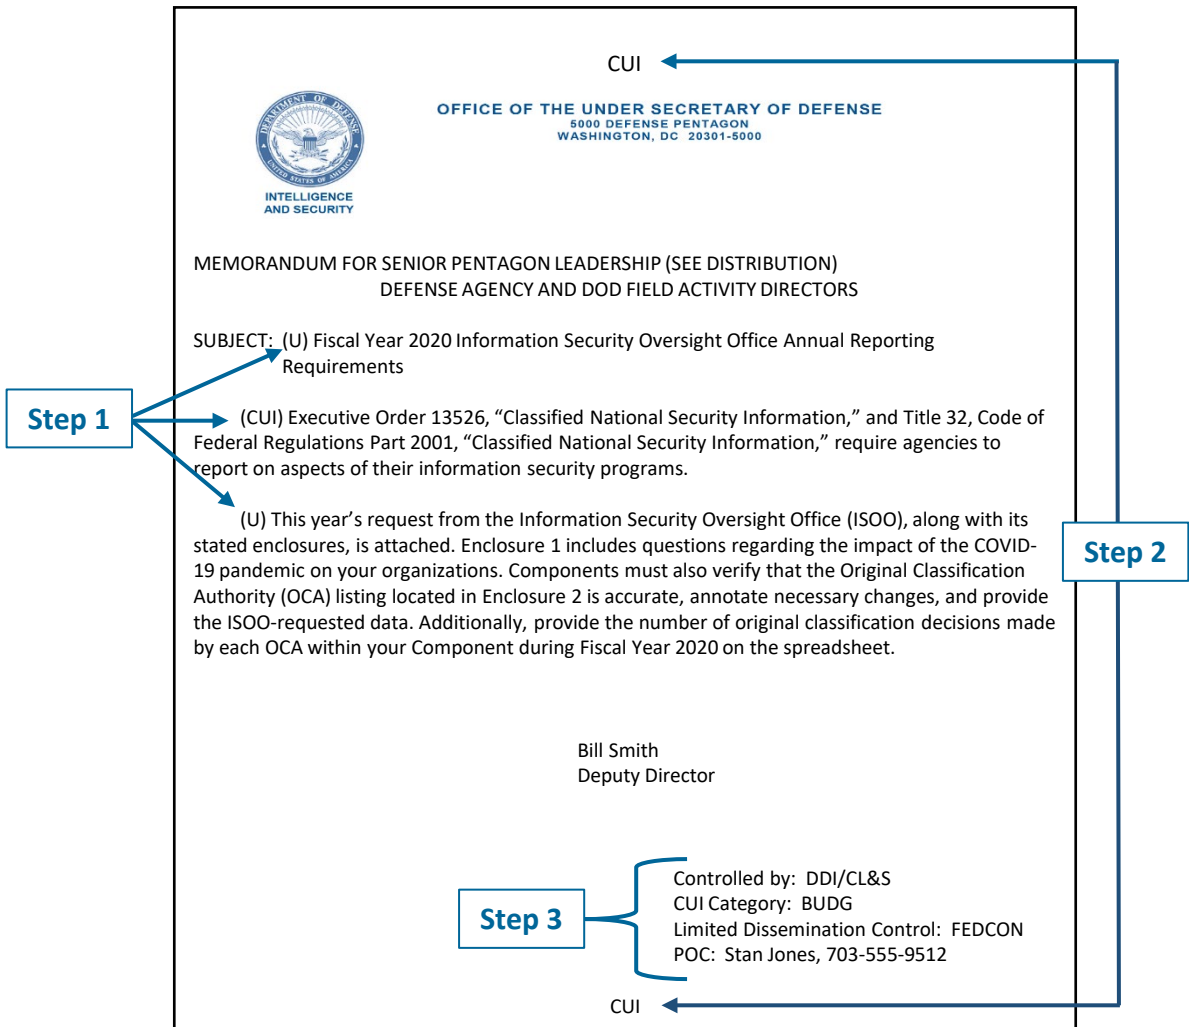 CUI
DEPARTMENT OF DEFENSE
UNITED STATES OF AMERICA
INTELLIGENCE
AND SECURITY
OFFICE OF THE UNDER SECRETARY OF DEFENSE
5000 DEFENSE PENTAGON
WASHINGTON, DC 20301-5000
MEMORANDUM FOR SENIOR PENTAGON LEADERSHIP (SEE DISTRIBUTION)
DEFENSE AGENCY AND DOD FIELD ACTIVITY DIRECTORS
SUBJECT: (U) Fiscal Year 2020 Information Security Oversight Office Annual Reporting
Requirements
Step 1
(CUI) Executive Order 13526, “Classified National Security Information,” and Title 32, Code of
Federal Regulations Part 2001, “Classified National Security Information,” require agencies to
report on aspects of their information security programs.
(U) This year’s request from the Information Security Oversight Office (ISOO), along with its
stated enclosures, is attached. Enclosure 1 includes questions regarding the impact of the COVID-
19 pandemic on your organizations. Components must also verify that the Original Classification
Authority (OCA) listing located in Enclosure 2 is accurate, annotate necessary changes, and provide
the ISOO-requested data. Additionally, provide the number of original classification decisions made
by each OCA within your Component during Fiscal Year 2020 on the spreadsheet.
Step 2
Bill Smith
Deputy Director
Step 3
Controlled by: DDI/CL&S
CUI Category: BUDG
Limited Dissemination Control: FEDCON
POC: Stan Jones, 703-555-9512
CUI